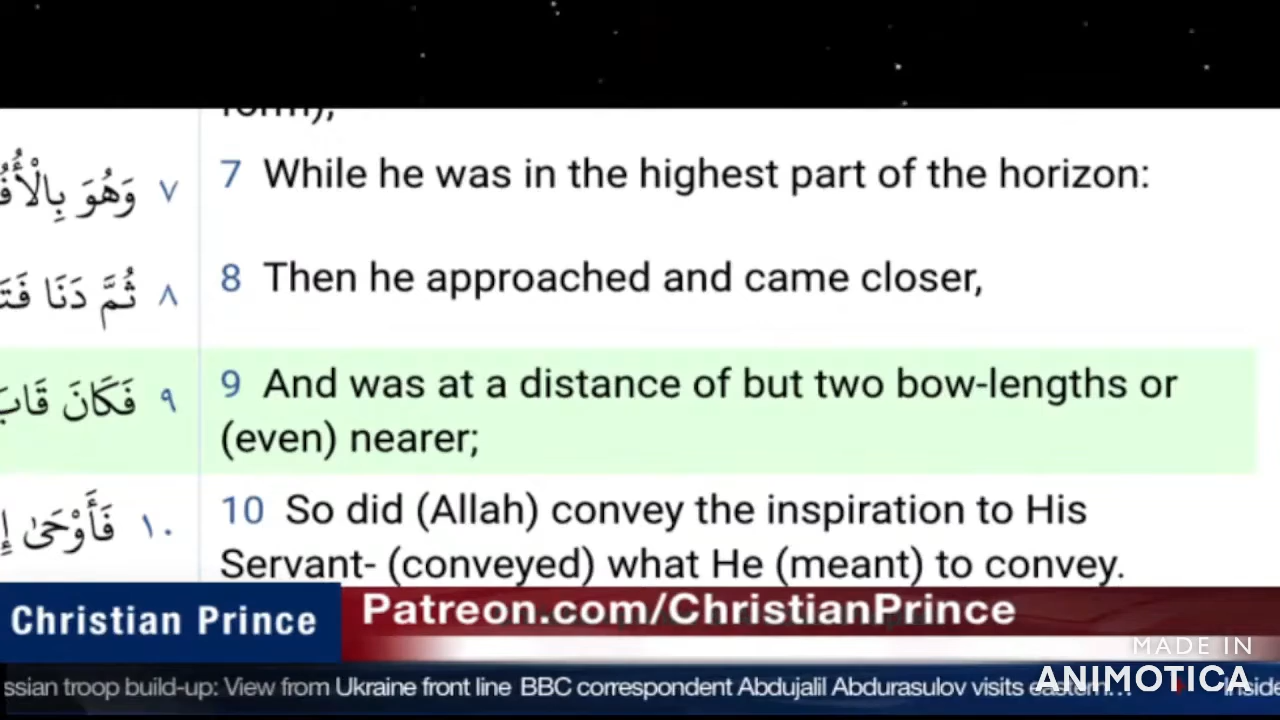 form),
٧ وَهُوَ
7 While he was in the highest part of the horizon:
٨ ثُمَّ دَنَا
8 Then he approached and came closer,
٩ فَكَانَ
9 And was at a distance of but two bow-lengths or
(even) nearer;
١٠ فَأَوْحَىٰ
10 So did (Allah) convey the inspiration to His
Servant- (conveyed) what He (meant) to convey.
Christian Prince
Patreon.com/ChristianPrince
MADE IN
ANIMOTICA
ssian troop build-up: View from Ukraine front line BBC correspondent Abdujalil Abdurasulov visits